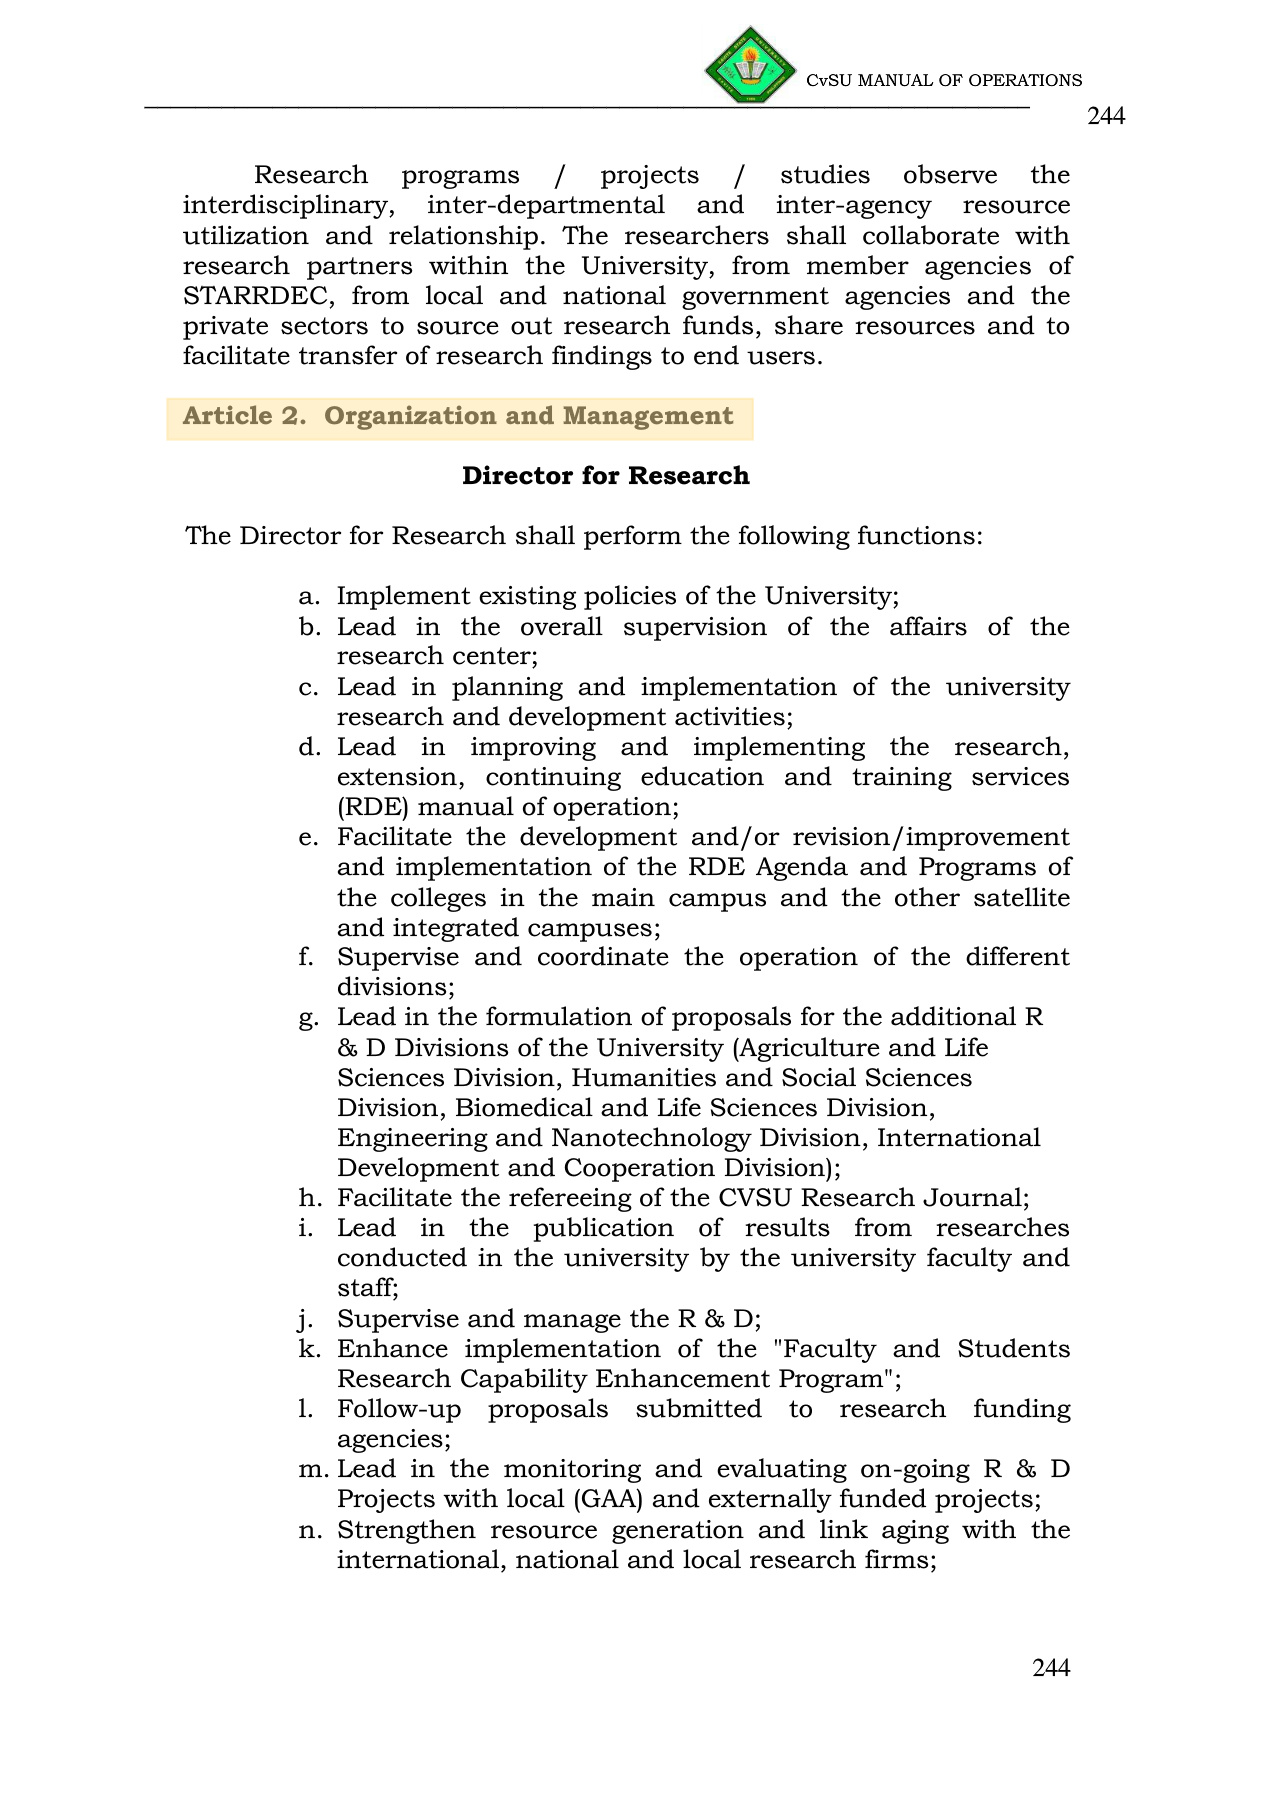 CvSU MANUAL OF OPERATIONS
244
Research programs / projects / studies observe the
interdisciplinary, inter-departmental and inter-agency resource
utilization and relationship. The researchers shall collaborate with
research partners within the University, from member agencies of
STARRDEC, from local and national government agencies and the
private sectors to source out research funds, share resources and to
facilitate transfer of research findings to end users.
Article 2. Organization and Management
Director for Research
The Director for Research shall perform the following functions:
a. Implement existing policies of the University;
b. Lead in the overall supervision of the affairs of the
research center;
c. Lead in planning and implementation of the university
research and development activities;
d. Lead in improving and implementing the research,
extension, continuing education and training services
(RDE) manual of operation;
e. Facilitate the development and/or revision/improvement
and implementation of the RDE Agenda and Programs of
the colleges in the main campus and the other satellite
and integrated campuses;
f. Supervise and coordinate the operation of the different
divisions;
g. Lead in the formulation of proposals for the additional R
& D Divisions of the University (Agriculture and Life
Sciences Division, Humanities and Social Sciences
Division, Biomedical and Life Sciences Division,
Engineering and Nanotechnology Division, International
Development and Cooperation Division);
h. Facilitate the refereeing of the CVSU Research Journal;
i. Lead in the publication of results from researches
conducted in the university by the university faculty and
staff;
j. Supervise and manage the R & D;
k. Enhance implementation of the "Faculty and Students
Research Capability Enhancement Program";
l. Follow-up proposals submitted to research funding
agencies;
m. Lead in the monitoring and evaluating on-going R & D
Projects with local (GAA) and externally funded projects;
n. Strengthen resource generation and link aging with the
international, national and local research firms;
244